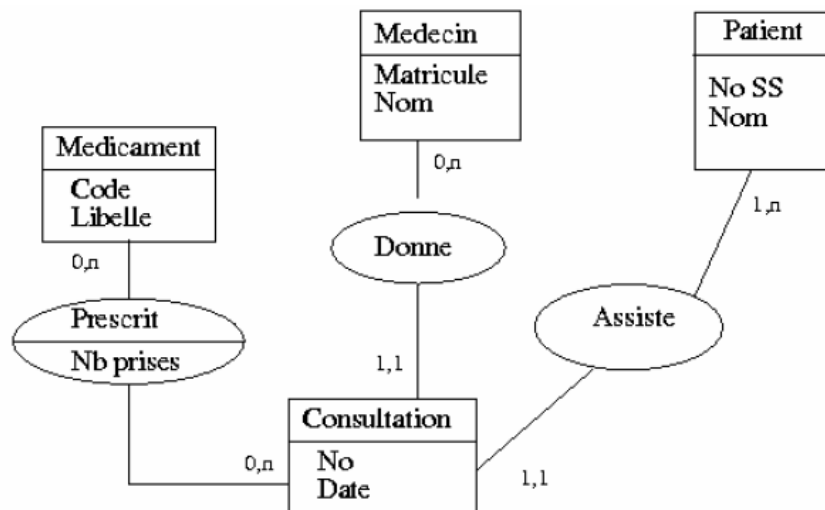 Medecin
Matricule
Nom
Patient
No SS
Nom
Medicament
Code
Libelle
0,n
0,n
1,n
Donne
Prescrit
Nb prises
Assiste
1,1
Consultation
No
Date
0,n
1,1